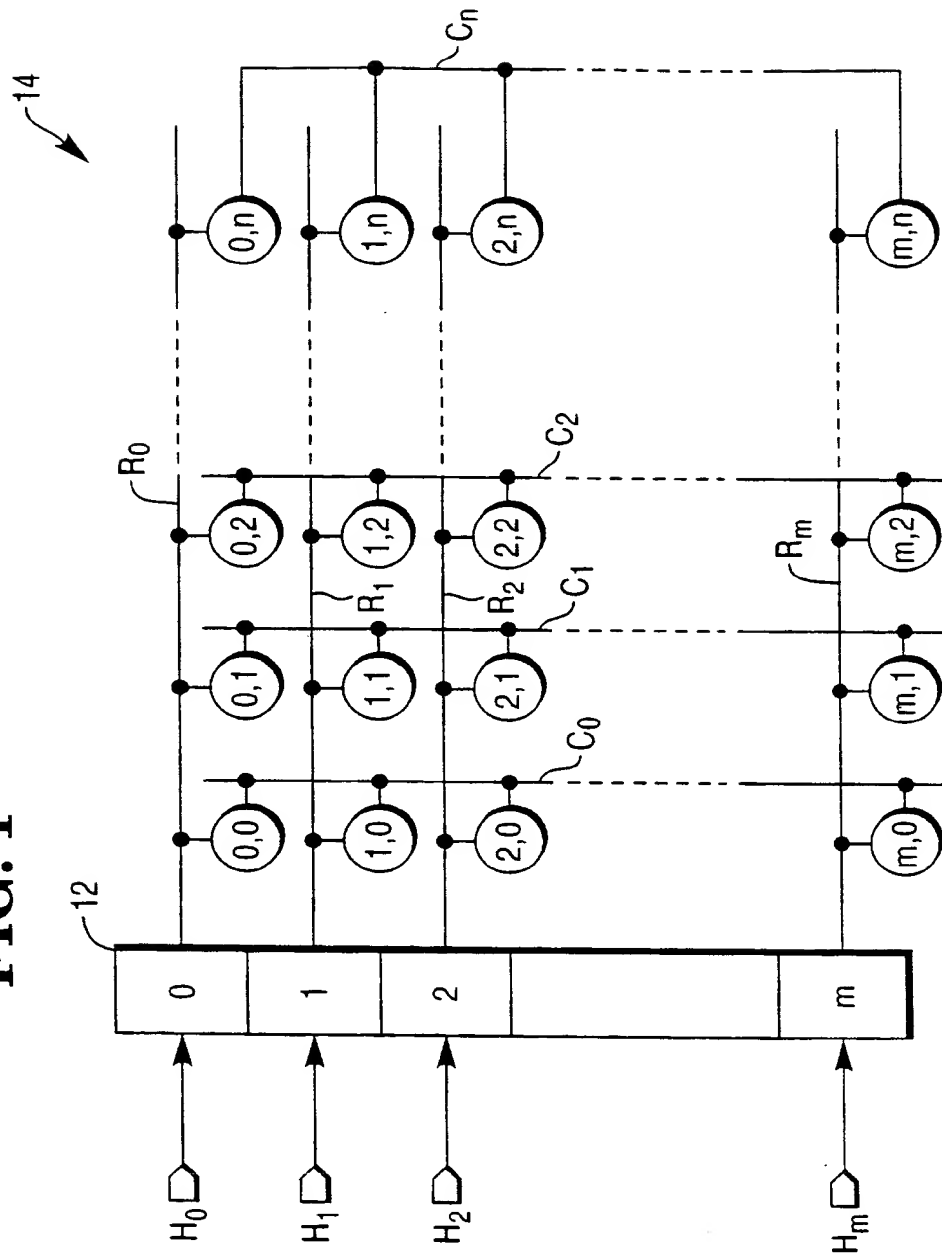 FIG. 1
14
12
H0 0 R0 0,0 0,1 0,2 0,n
Cn
H1 1 R1 1,0 1,1 1,2 1,n
H2 2 R2 2,0 2,1 2,2 2,n
C0 C1 C2
Hm m Rm m,0 m,1 m,2 m,n